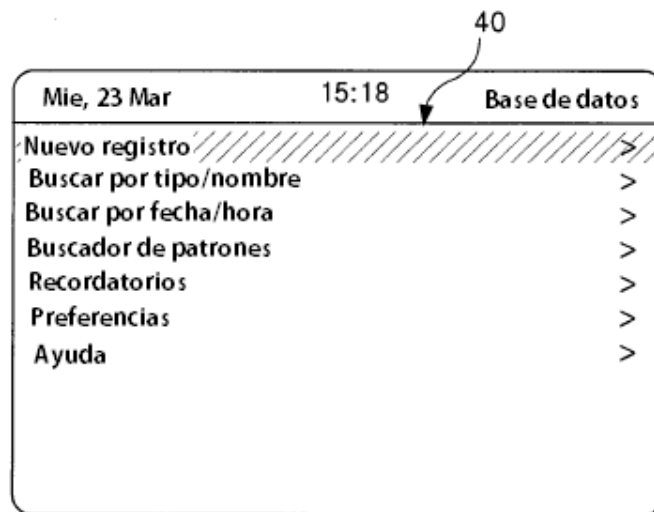 40
Mie, 23 Mar 15:18 Base de datos
Nuevo registro >
Buscar por tipo/nombre >
Buscar por fecha/hora >
Buscador de patrones >
Recordatorios >
Preferencias >
Ayuda >